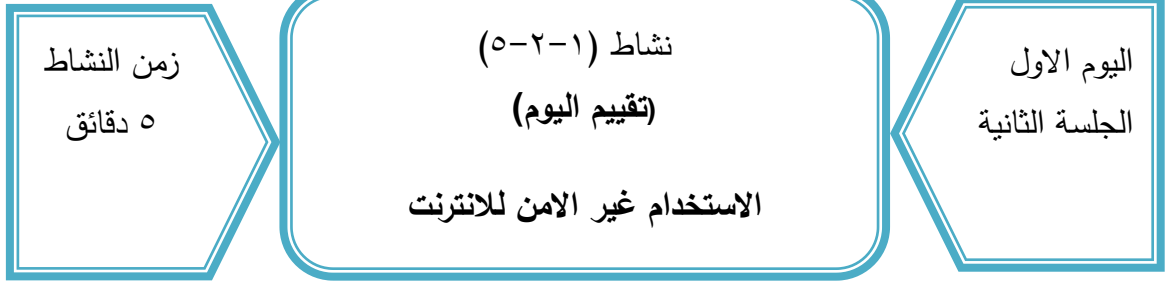 اليوم الاول
الجلسة الثانية
نشاط (١-٢-٥)
(تقييم اليوم)
الاستخدام غير الامن للانترنت
زمن النشاط
٥ دقائق